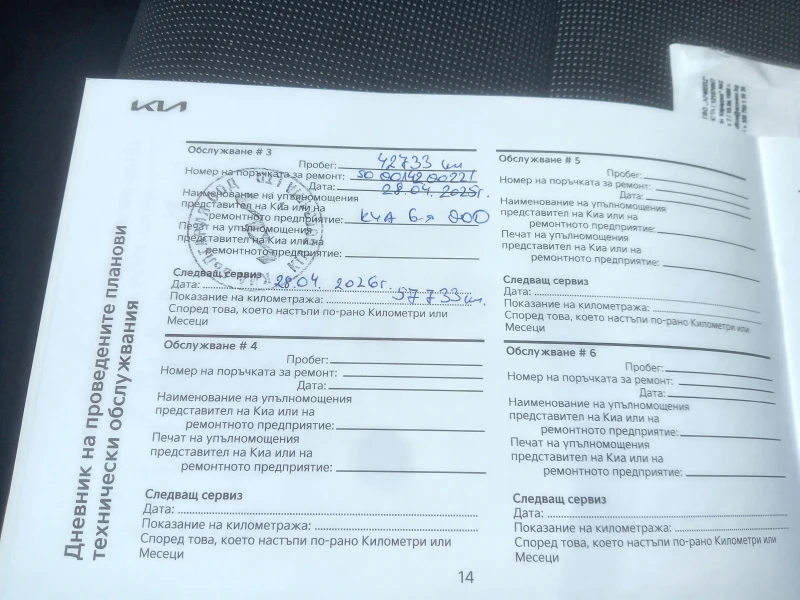 KIA
Дневник на проведените планови
технически обслужвания
Обслужване # 3
Пробег: 42733 км
Номер на поръчката за ремонт:
Дата: 28.04.2025г.
Наименование на упълномощения
представител на Киа или на
ремонтното предприятие: КЧА 6-я ООД
Печат на упълномощения
представител на Киа или на
ремонтното предприятие:
Следващ сервиз
Дата: 28.04.2026г.
Показание на километража: 57733 км.
Според това, което настъпи по-рано Километри или
Месеци
Обслужване # 4
Пробег:
Номер на поръчката за ремонт:
Дата:
Наименование на упълномощения
представител на Киа или на
ремонтното предприятие:
Печат на упълномощения
представител на Киа или на
ремонтното предприятие:
Следващ сервиз
Дата:
Показание на километража:
Според това, което настъпи по-рано Километри или
Месеци
Обслужване # 5
Пробег:
Номер на поръчката за ремонт:
Дата:
Наименование на упълномощения
представител на Киа или на
ремонтното предприятие:
Печат на упълномощения
представител на Киа или на
ремонтното предприятие:
Следващ сервиз
Дата:
Показание на километража:
Според това, което настъпи по-рано Километри или
Месеци
Обслужване # 6
Пробег:
Номер на поръчката за ремонт:
Дата:
Наименование на упълномощения
представител на Киа или на
ремонтното предприятие:
Печат на упълномощения
представител на Киа или на
ремонтното предприятие:
Следващ сервиз
Дата:
Показание на километража:
Според това, което настъпи по-рано Километри или
Месеци
14